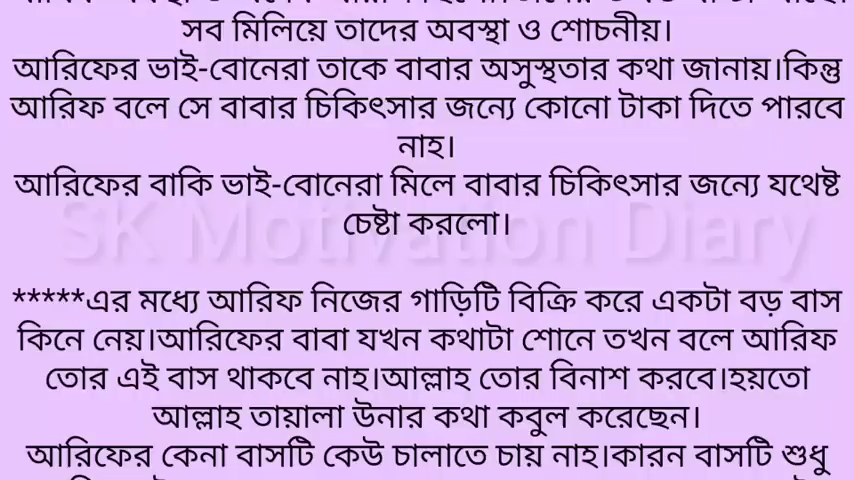 সব মিলিয়ে তাদের অবস্থা ও শোচনীয়।
আরিফের ভাই-বোনেরা তাকে বাবার অসুস্থতার কথা জানায়।কিন্তু
আরিফ বলে সে বাবার চিকিৎসার জন্যে কোনো টাকা দিতে পারবে
নাহ।
আরিফের বাকি ভাই-বোনেরা মিলে বাবার চিকিৎসার জন্যে যথেষ্ট
চেষ্টা করলো।
SK Motivation Diary
*****এর মধ্যে আরিফ নিজের গাড়িটি বিক্রি করে একটা বড় বাস
কিনে নেয়।আরিফের বাবা যখন কথাটা শোনে তখন বলে আরিফ
তোর এই বাস থাকবে নাহ।আল্লাহ তোর বিনাশ করবে।হয়তো
আল্লাহ তায়ালা উনার কথা কবুল করেছেন।
আরিফের কেনা বাসটি কেউ চালাতে চায় নাহ।কারন বাসটি শুধু